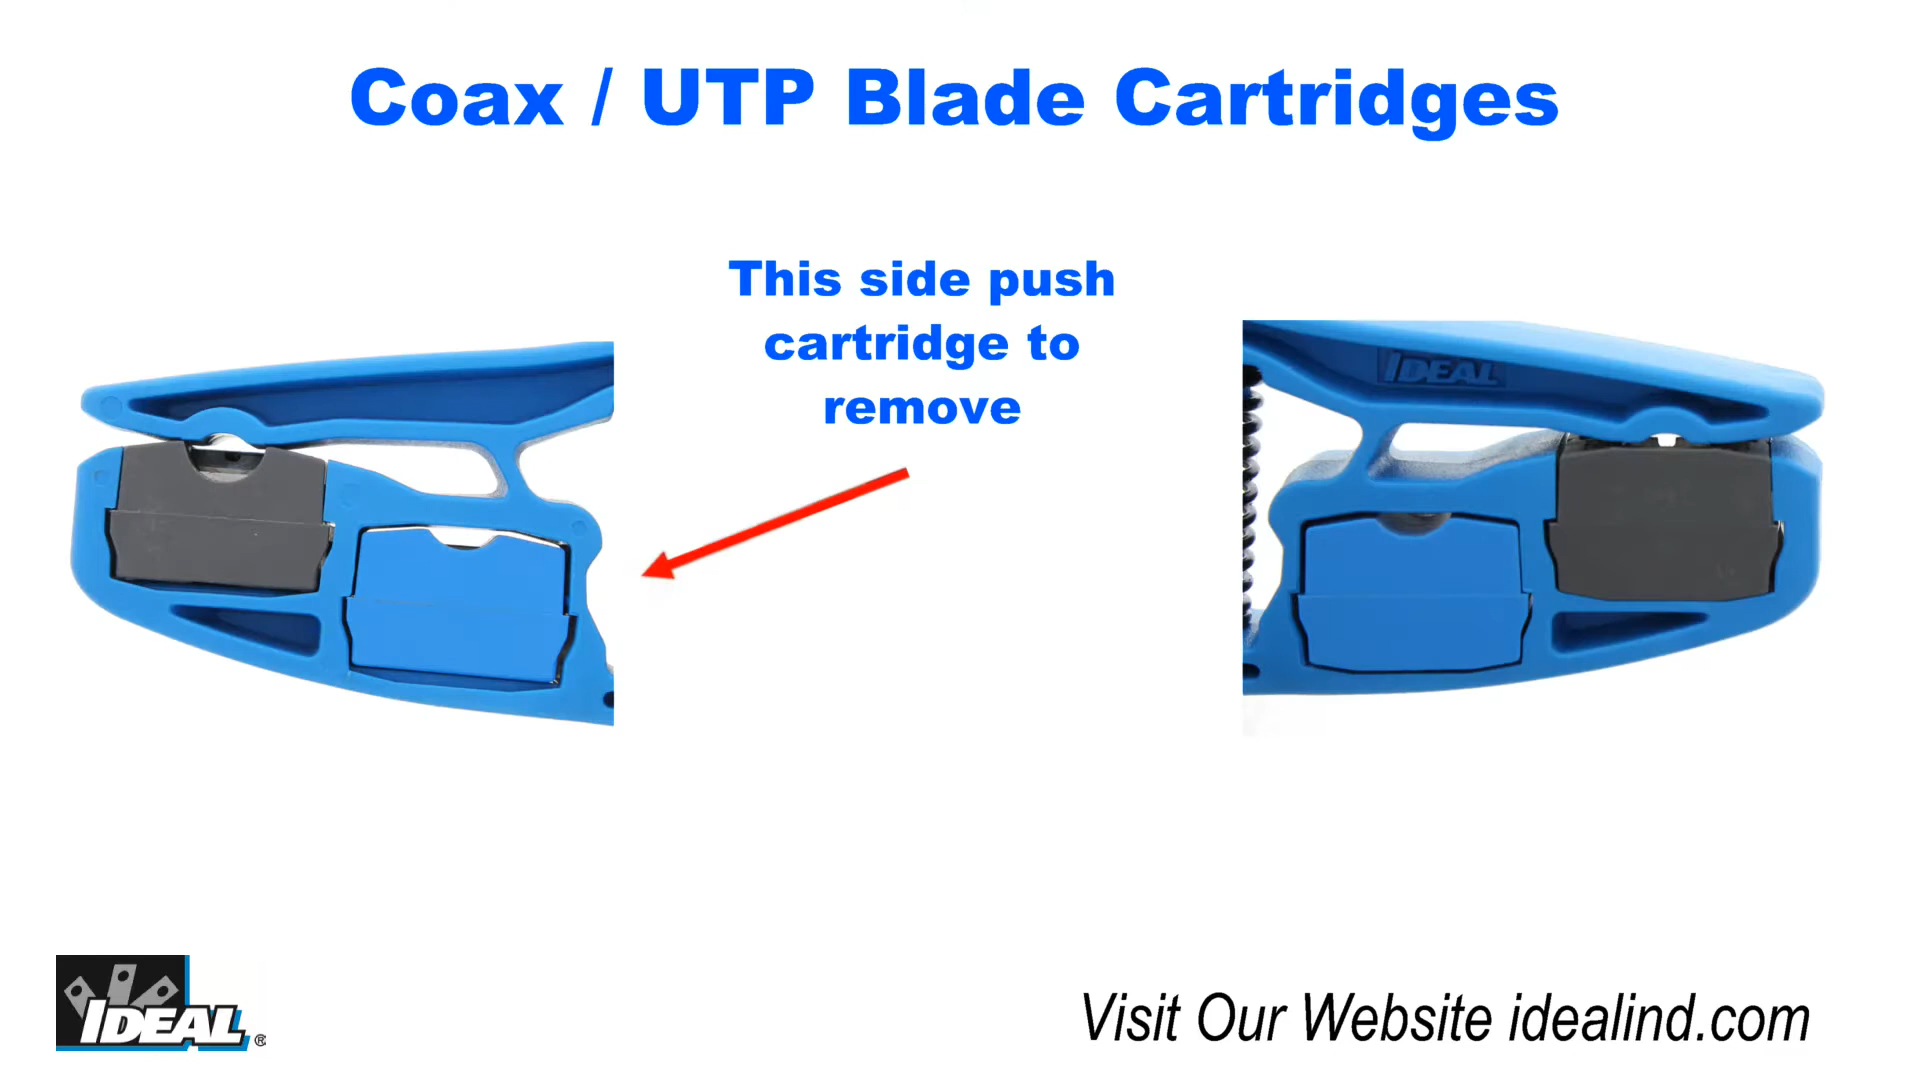 Coax / UTP Blade Cartridges
This side push
cartridge to
remove
IDEAL
IDEAL®
Visit Our Website idealind.com